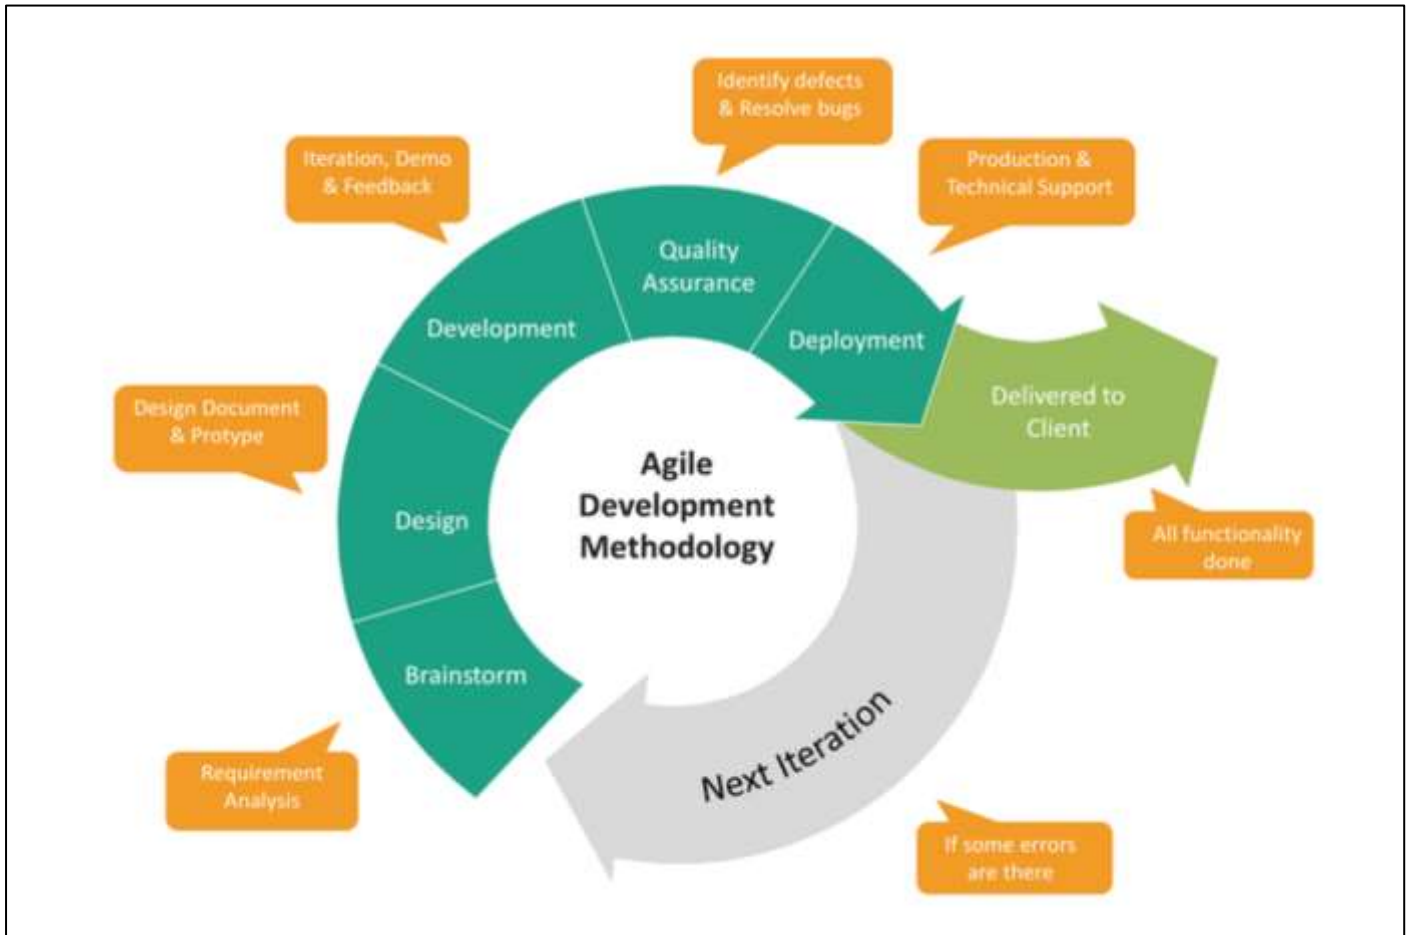 Identify defects
& Resolve bugs
Iteration, Demo
& Feedback
Production &
Technical Support
Quality
Assurance
Development
Deployment
Delivered to
Client
Design Document
& Protype
Agile
Development
Methodology
Design
All functionality
done
Brainstorm
Next Iteration
Requirement
Analysis
If some errors
are there